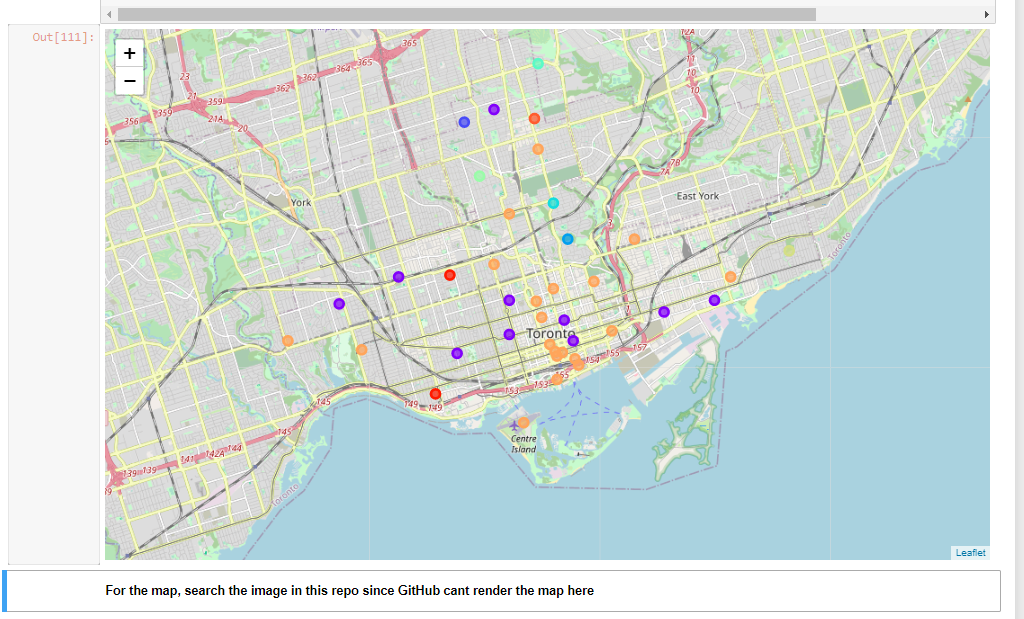 Out[111]:
+
−
365
12A
365
364
362
362
11
10
10
23
21
359
359
21A
356
20
7B
7A
York
East York
3
Toronto
Toronto
157
155
154
155
153
153
149
149
145
145
144
142A
141
139
139
Centre
Island
Toronto
Leaflet
For the map, search the image in this repo since GitHub cant render the map here